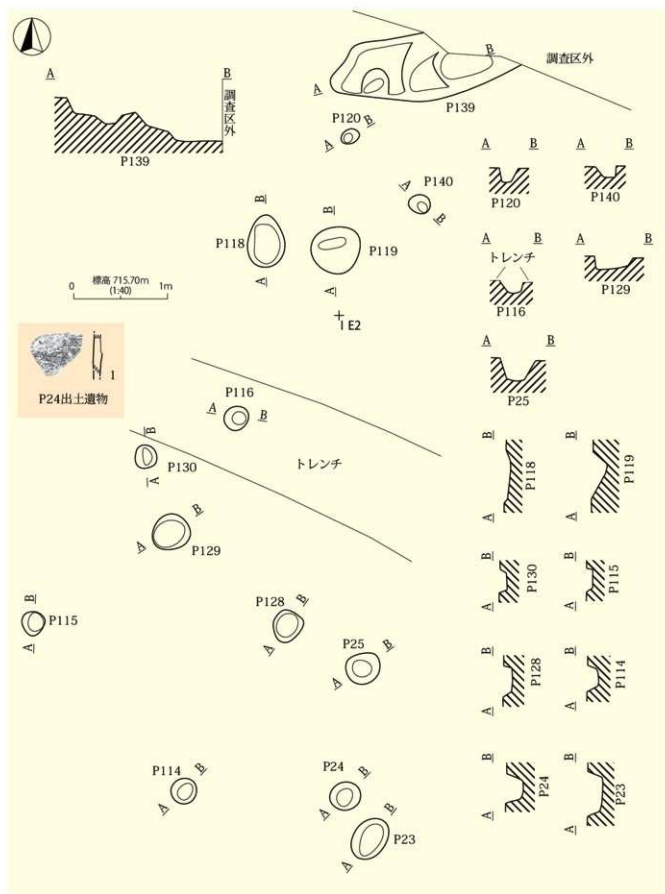 A B
調査区外
P139
A B
調査区外
P139
P120
A B
P140
A B
B
P118
A
B
P119
A
A B
P120
A B
P140
標高 715.70m
(1:40)
0 1m
I E2
A B
トレンチ
P116
A B
P129
A B
P25
P24出土遺物
1
P116
A B
トレンチ
B
P130
A
B
P129
A
B
P118
A
B
P119
A
B
P130
A
B
P115
A
B
P115
A
P128
B
A
P25
B
A
B
P128
A
B
P114
A
P114
B
A
P24
B
A
B
P23
A
B
P24
A
B
P23
A